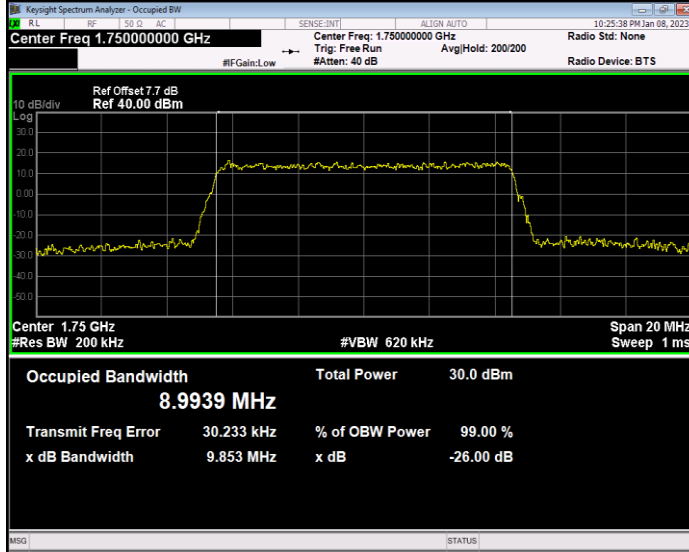 Keysight Spectrum Analyzer - Occupied BW
RL RF 50 Ω AC SENSE:INT ALIGN AUTO 10:25:38 PM Jan 08, 2023
Center Freq 1.750000000 GHz
Center Freq: 1.750000000 GHz
Radio Std: None
Trig: Free Run Avg|Hold: 200/200
#IFGain:Low #Atten: 40 dB Radio Device: BTS
Ref Offset 7.7 dB
10 dB/div Ref 40.00 dBm
Log
30.0
20.0
10.0
0.00
-10.0
-20.0
-30.0
-40.0
-50.0
Center 1.75 GHz Span 20 MHz
#Res BW 200 kHz #VBW 620 kHz Sweep 1 ms
Occupied Bandwidth Total Power 30.0 dBm
8.9939 MHz
Transmit Freq Error 30.233 kHz % of OBW Power 99.00 %
x dB Bandwidth 9.853 MHz x dB -26.00 dB
MSG STATUS